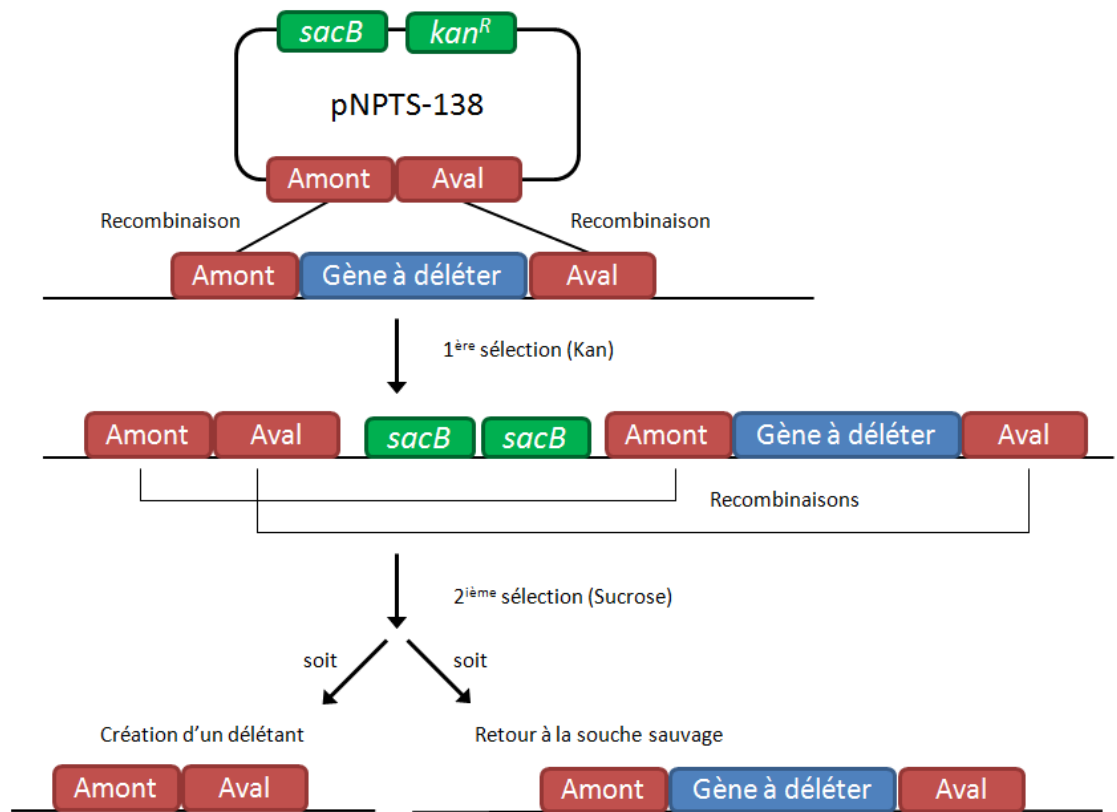 sacB kanR
pNPTS-138
Amont Aval
Recombinaison Recombinaison
Amont Gène à déléter Aval
1ère sélection (Kan)
Amont Aval sacB sacB Amont Gène à déléter Aval
Recombinaisons
2ième sélection (Sucrose)
soit soit
Création d’un délétant Retour à la souche sauvage
Amont Aval Amont Gène à déléter Aval